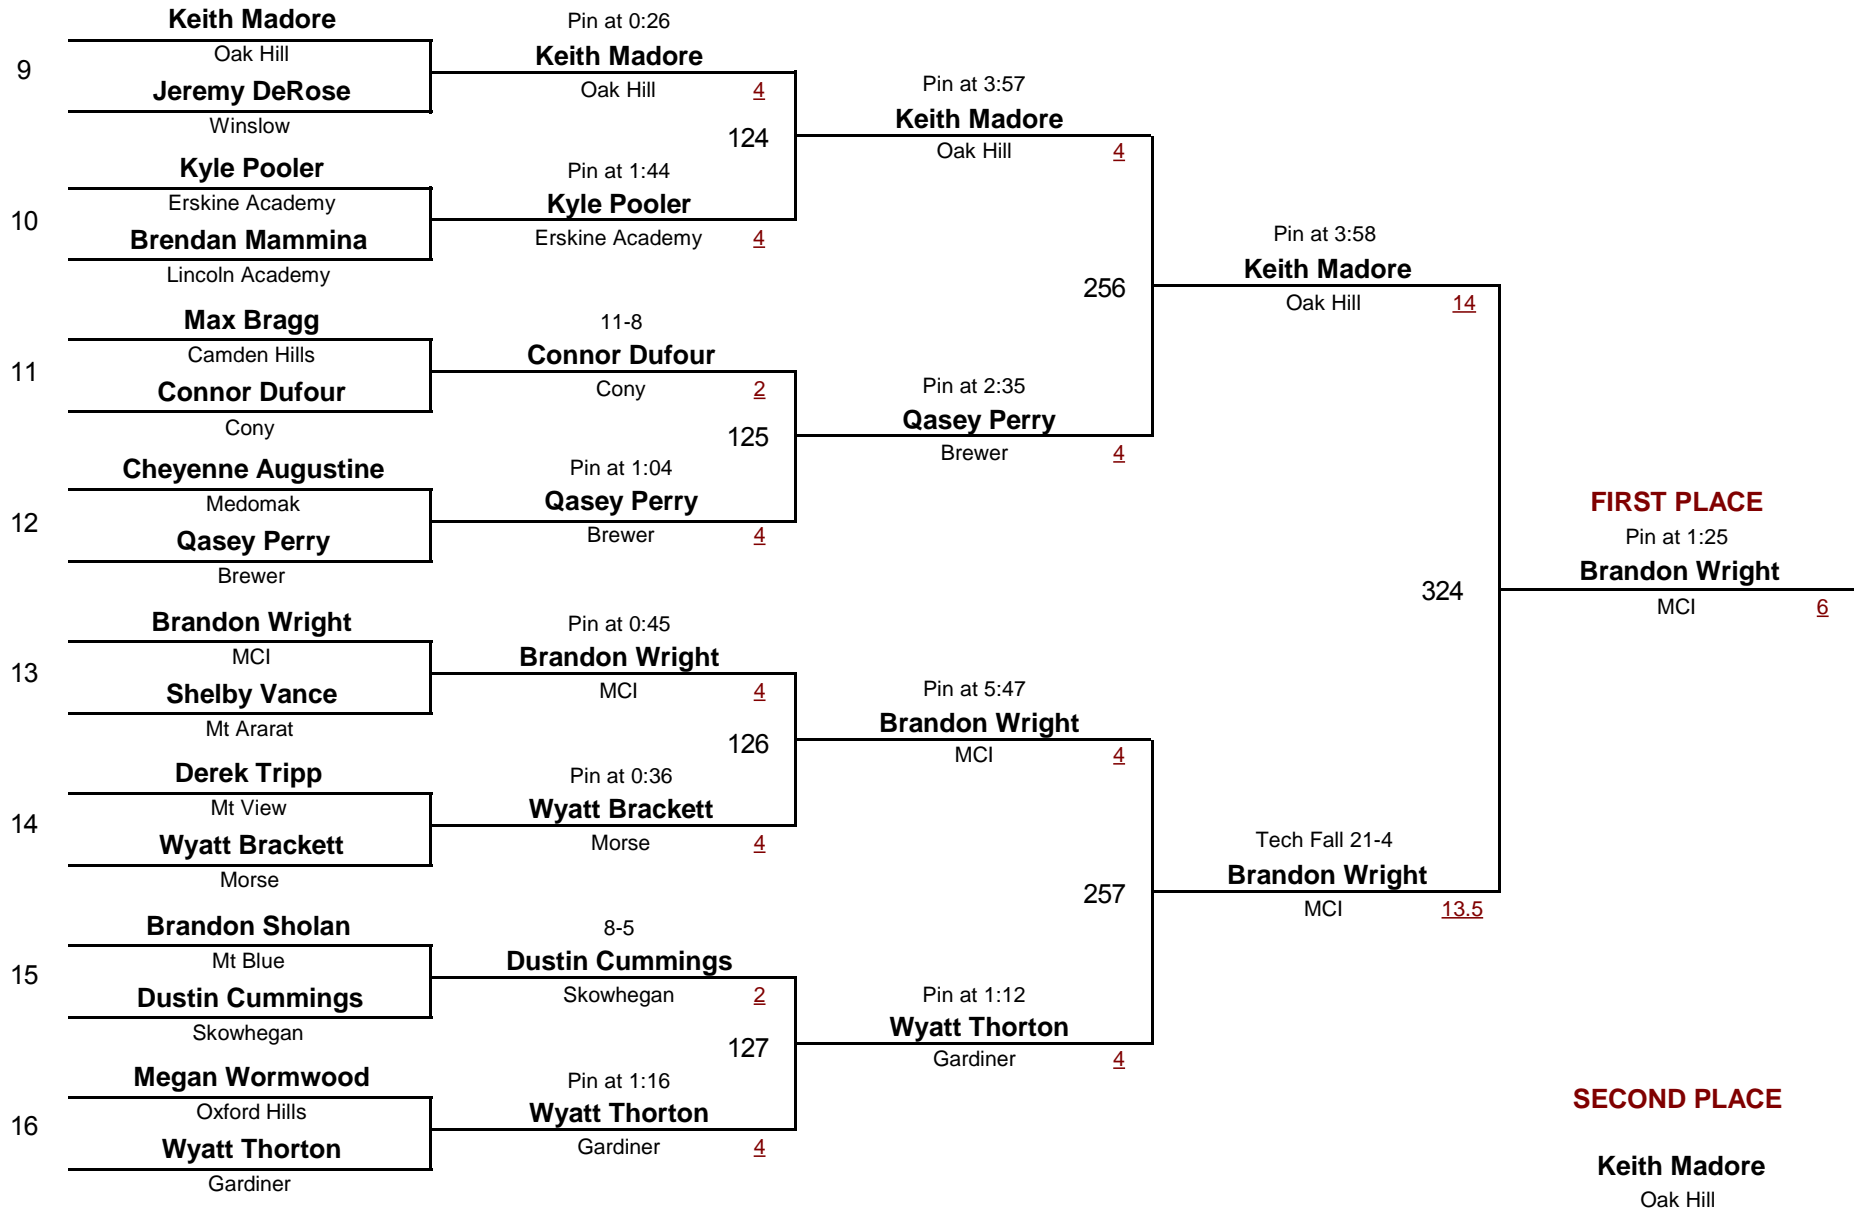 Keith Madore
Oak Hill
9
Jeremy DeRose
Winslow
Kyle Pooler
Erskine Academy
10
Brendan Mammina
Lincoln Academy
Max Bragg
Camden Hills
11
Connor Dufour
Cony
Cheyenne Augustine
Medomak
12
Qasey Perry
Brewer
Brandon Wright
MCI
13
Shelby Vance
Mt Ararat
Derek Tripp
Mt View
14
Wyatt Brackett
Morse
Brandon Sholan
Mt Blue
15
Dustin Cummings
Skowhegan
Megan Wormwood
Oxford Hills
16
Wyatt Thorton
Gardiner
Pin at 0:26
Keith Madore
Oak Hill 4
124
Pin at 1:44
Kyle Pooler
Erskine Academy 4
11-8
Connor Dufour
Cony 2
125
Pin at 1:04
Qasey Perry
Brewer 4
Pin at 0:45
Brandon Wright
MCI 4
126
Pin at 0:36
Wyatt Brackett
Morse 4
8-5
Dustin Cummings
Skowhegan 2
127
Pin at 1:16
Wyatt Thorton
Gardiner 4
Pin at 3:57
Keith Madore
Oak Hill 4
256
Pin at 2:35
Qasey Perry
Brewer 4
Pin at 5:47
Brandon Wright
MCI 4
257
Pin at 1:12
Wyatt Thorton
Gardiner 4
Pin at 3:58
Keith Madore
Oak Hill 14
324
Tech Fall 21-4
Brandon Wright
MCI 13.5
FIRST PLACE
Pin at 1:25
Brandon Wright
MCI 6
SECOND PLACE
Keith Madore
Oak Hill